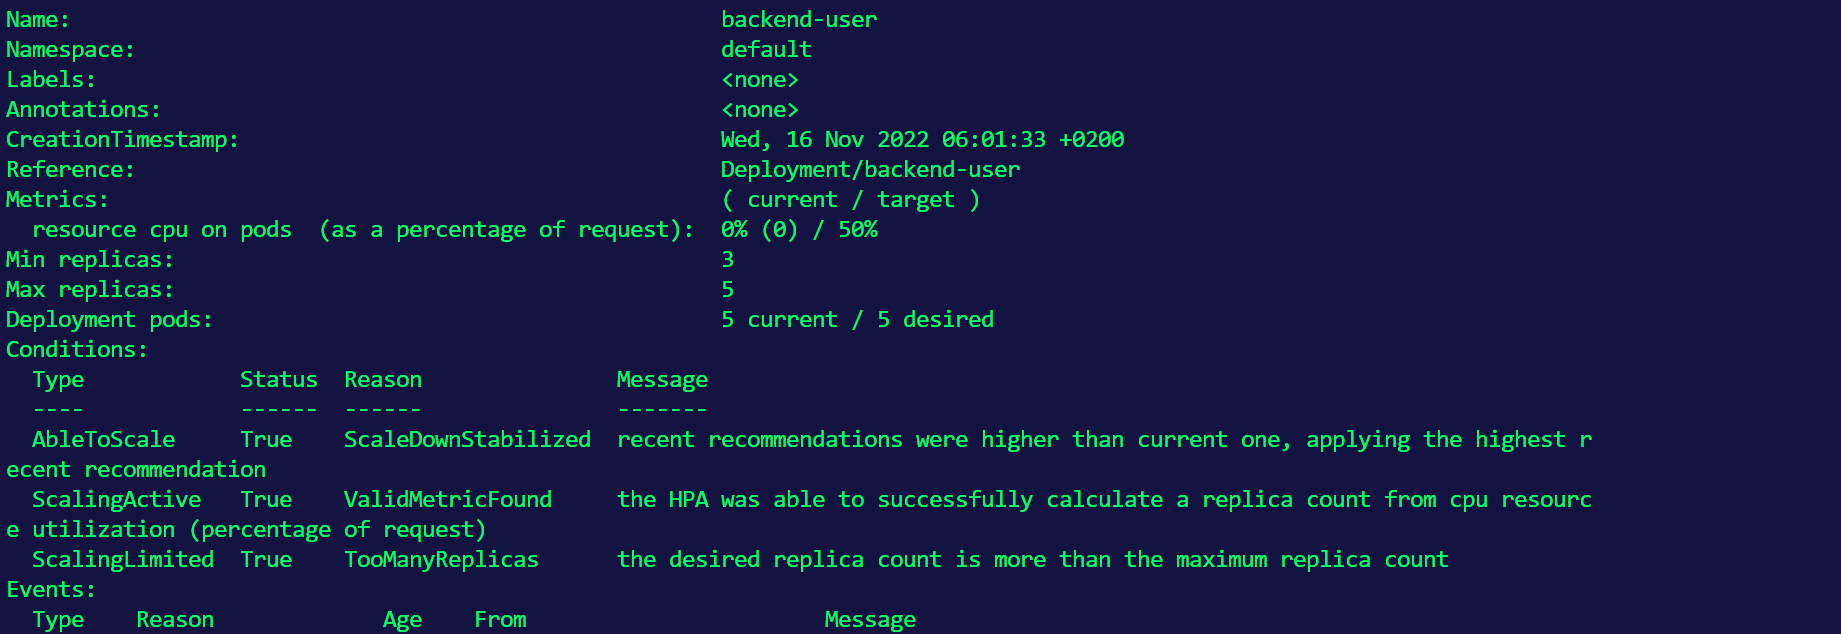 Name: backend-user
Namespace: default
Labels: <none>
Annotations: <none>
CreationTimestamp: Wed, 16 Nov 2022 06:01:33 +0200
Reference: Deployment/backend-user
Metrics: ( current / target )
  resource cpu on pods  (as a percentage of request):  0% (0) / 50%
Min replicas: 3
Max replicas: 5
Deployment pods: 5 current / 5 desired
Conditions:
  Type            Status  Reason               Message
  ----            ------  ------               -------
  AbleToScale     True    ScaleDownStabilized  recent recommendations were higher than current one, applying the highest r
ecent recommendation
  ScalingActive   True    ValidMetricFound     the HPA was able to successfully calculate a replica count from cpu resourc
e utilization (percentage of request)
  ScalingLimited  True    TooManyReplicas      the desired replica count is more than the maximum replica count
Events:
  Type    Reason             Age    From                       Message